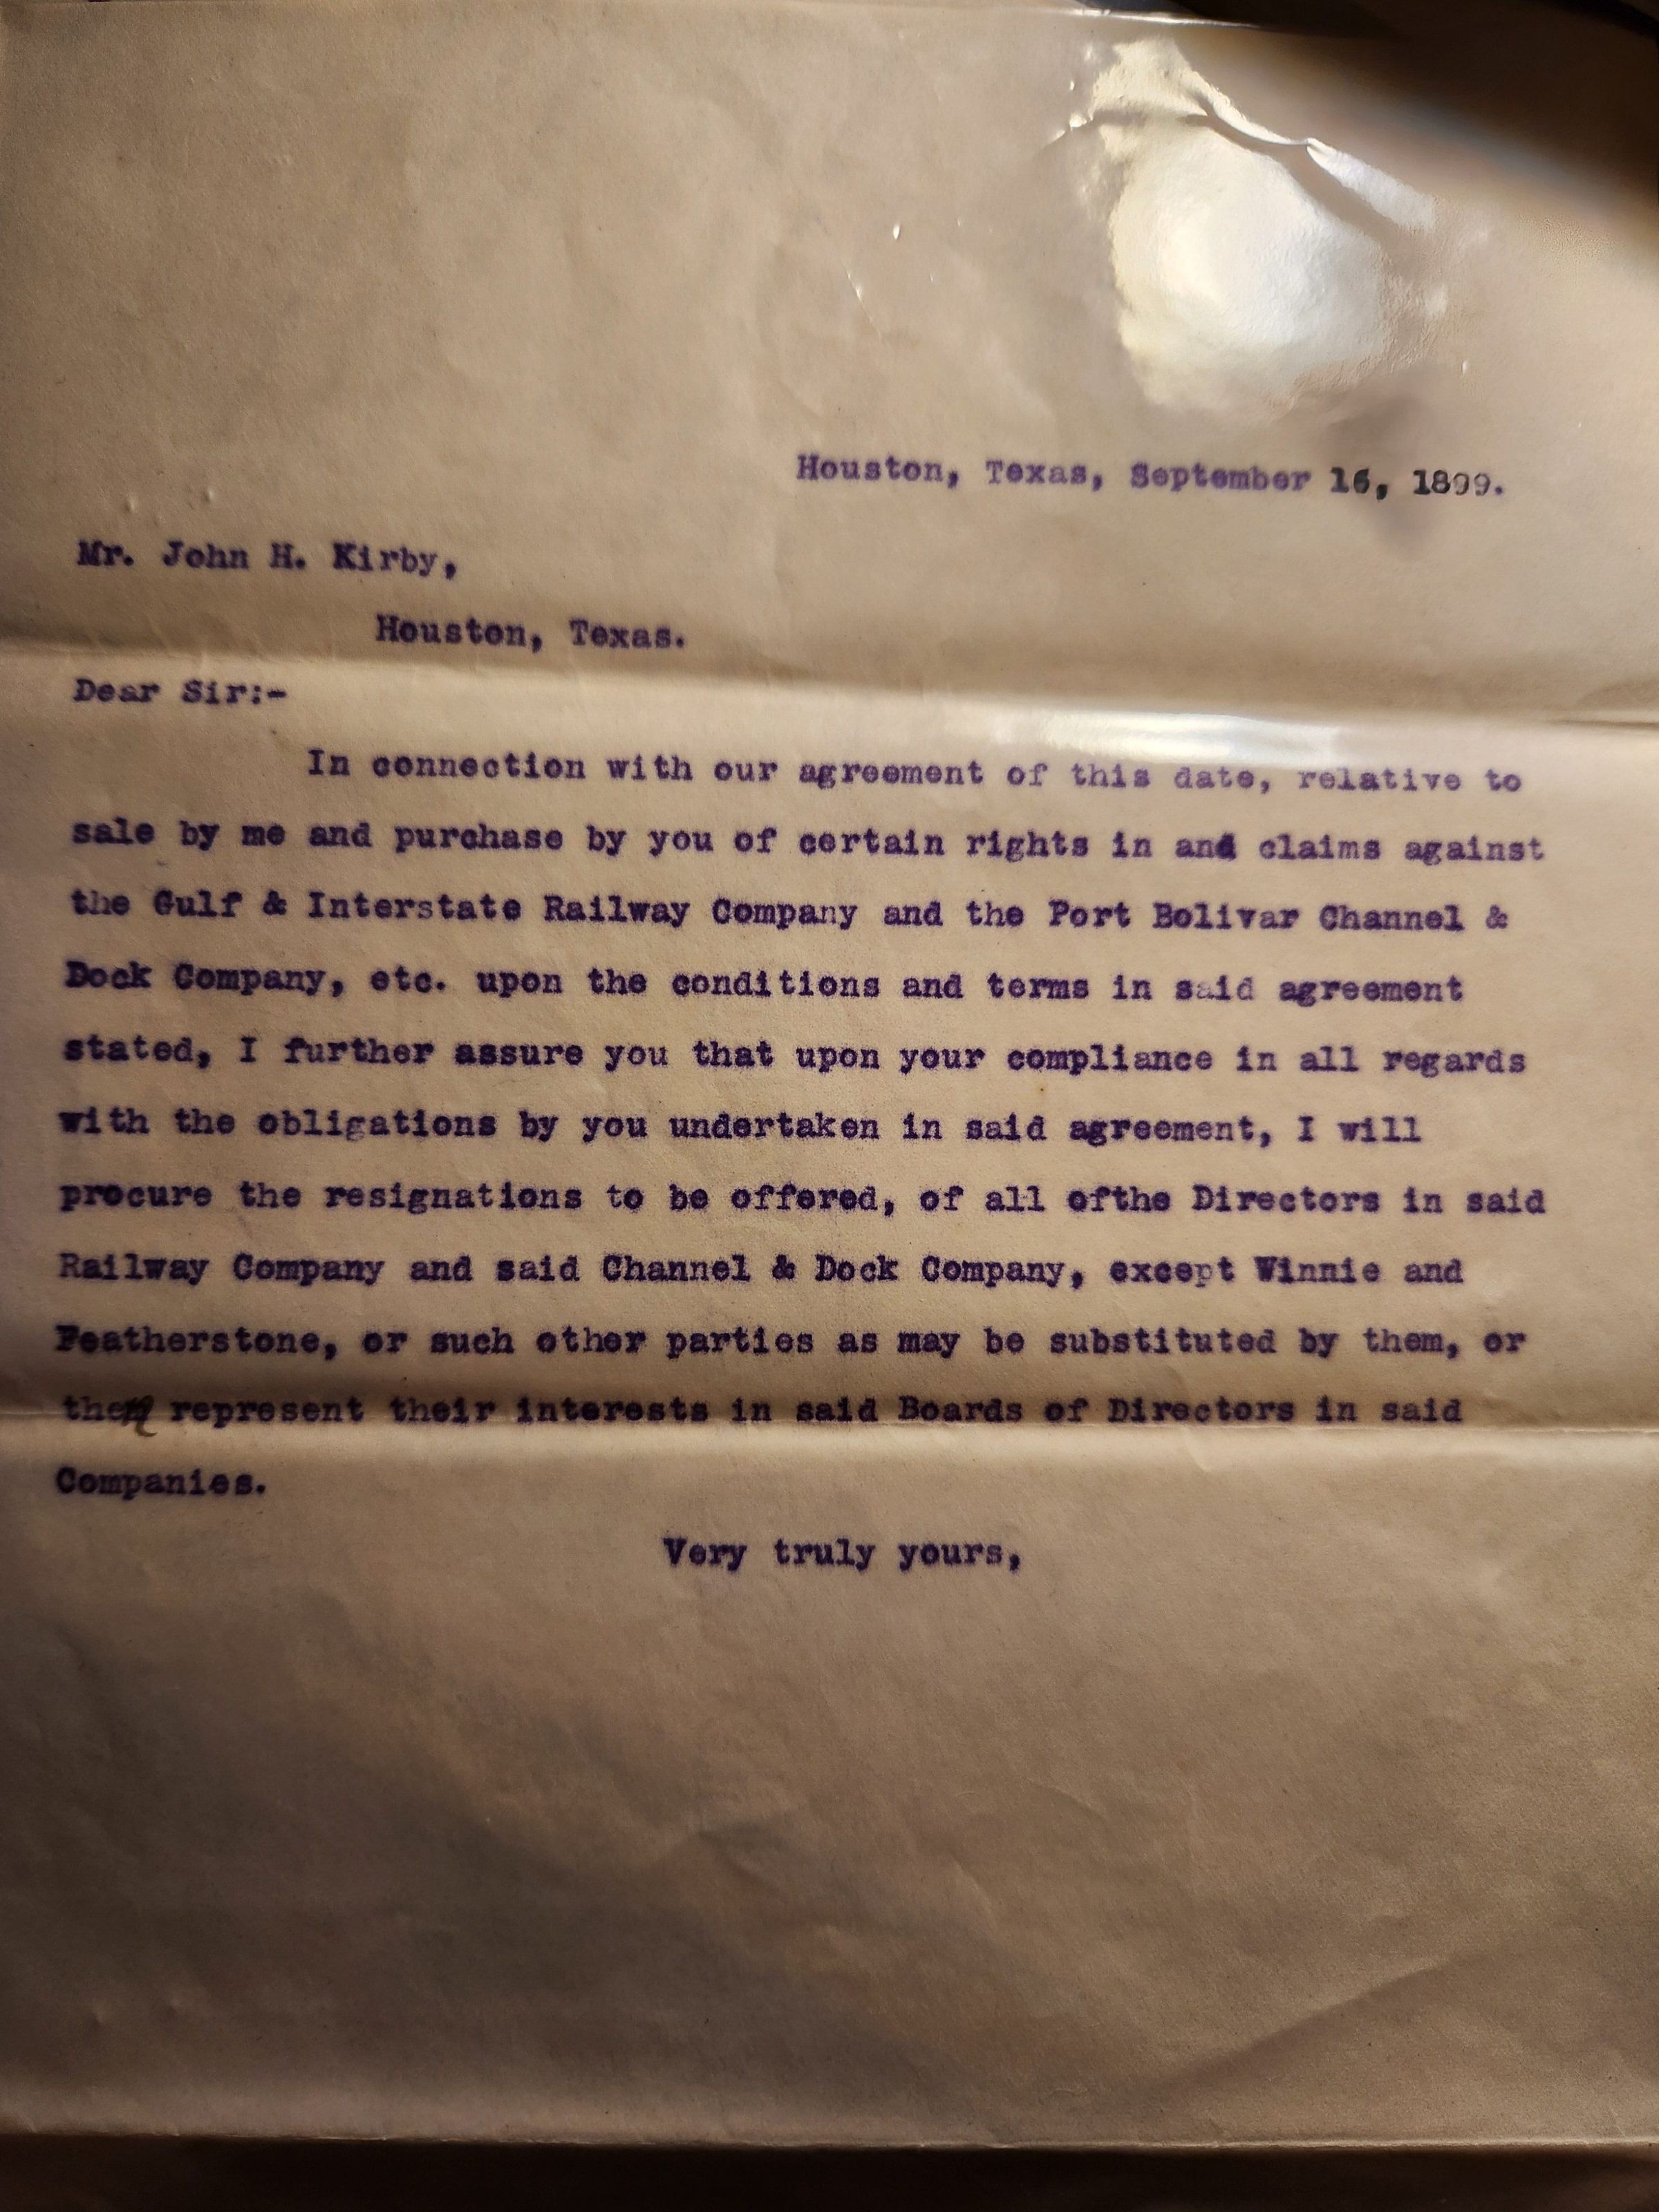 Houston, Texas, September 16, 1899.
Mr. John H. Kirby,
Houston, Texas.
Dear Sir:-
In connection with our agreement of this date, relative to
sale by me and purchase by you of certain rights in and claims against
the Gulf & Interstate Railway Company and the Port Bolivar Channel &
Dock Company, etc. upon the conditions and terms in said agreement
stated, I further assure you that upon your compliance in all regards
with the obligations by you undertaken in said agreement, I will
procure the resignations to be offered, of all ofthe Directors in said
Railway Company and said Channel & Dock Company, except Winnie and
Featherstone, or such other parties as may be substituted by them, or
represent their interests in said Boards of Directors in said
Companies.
Very truly yours,